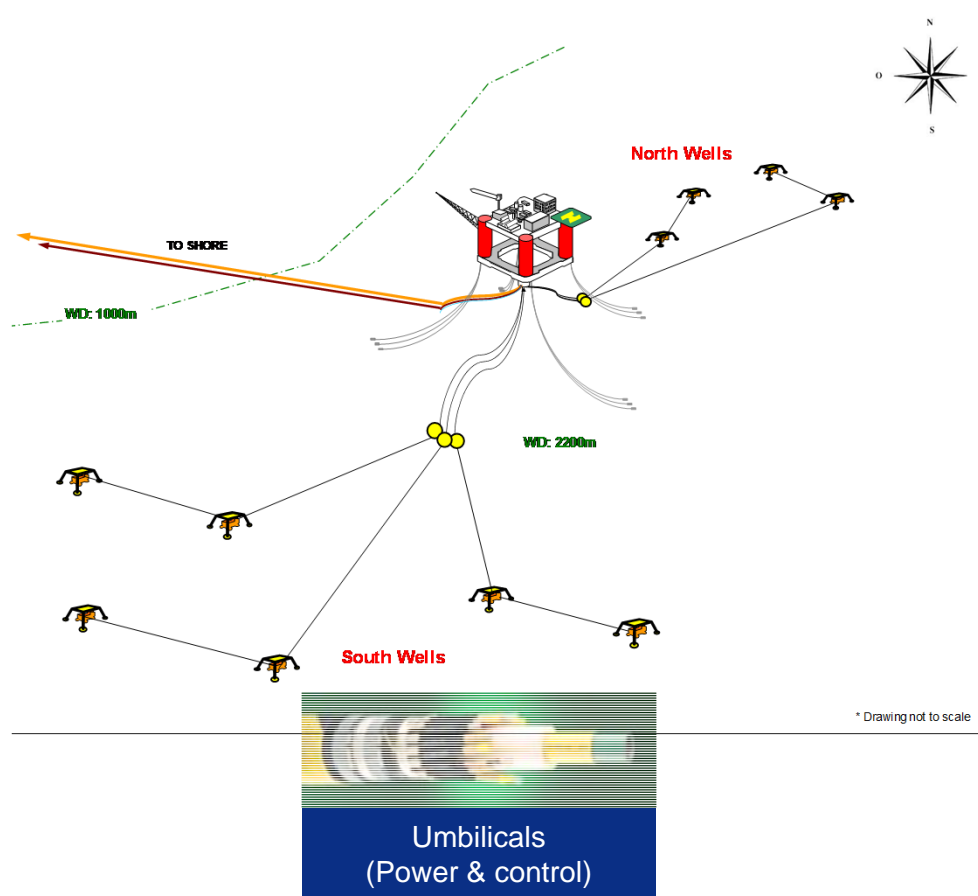 N
O
S
North Wells
TO SHORE
WD: 1000m
WD: 2200m
South Wells
* Drawing not to scale
Umbilicals
(Power & control)